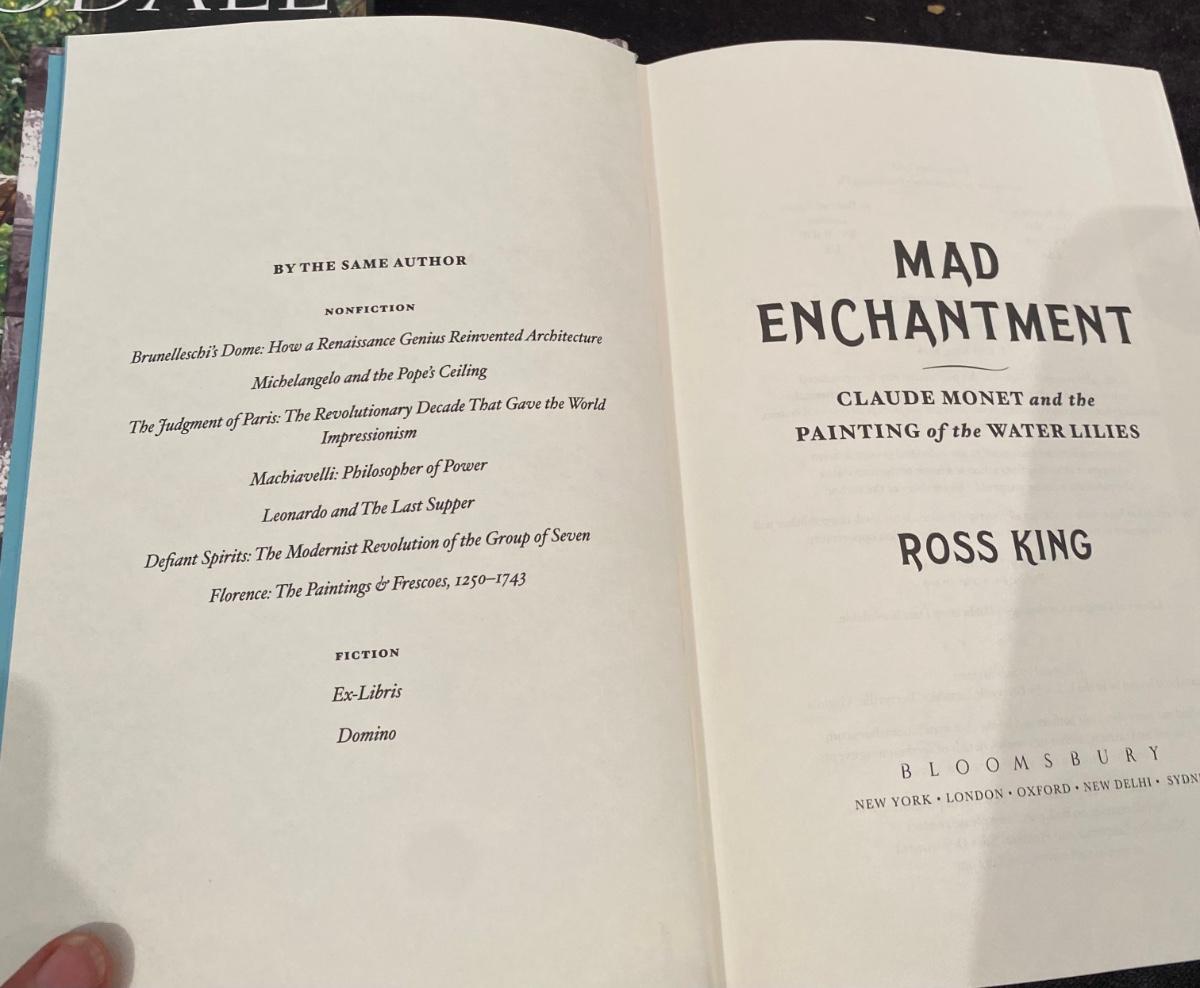 BY THE SAME AUTHOR
NONFICTION
Brunelleschi's Dome: How a Renaissance Genius Reinvented Architecture
Michelangelo and the Pope's Ceiling
The Judgment of Paris: The Revolutionary Decade That Gave the World
Impressionism
Machiavelli: Philosopher of Power
Leonardo and The Last Supper
Defiant Spirits: The Modernist Revolution of the Group of Seven
Florence: The Paintings & Frescoes, 1250–1743
FICTION
Ex-Libris
Domino
MAD
ENCHANTMENT
CLAUDE MONET and the
PAINTING of the WATER LILIES
ROSS KING
BLOOMSBURY
NEW YORK • LONDON • OXFORD • NEW DELHI •